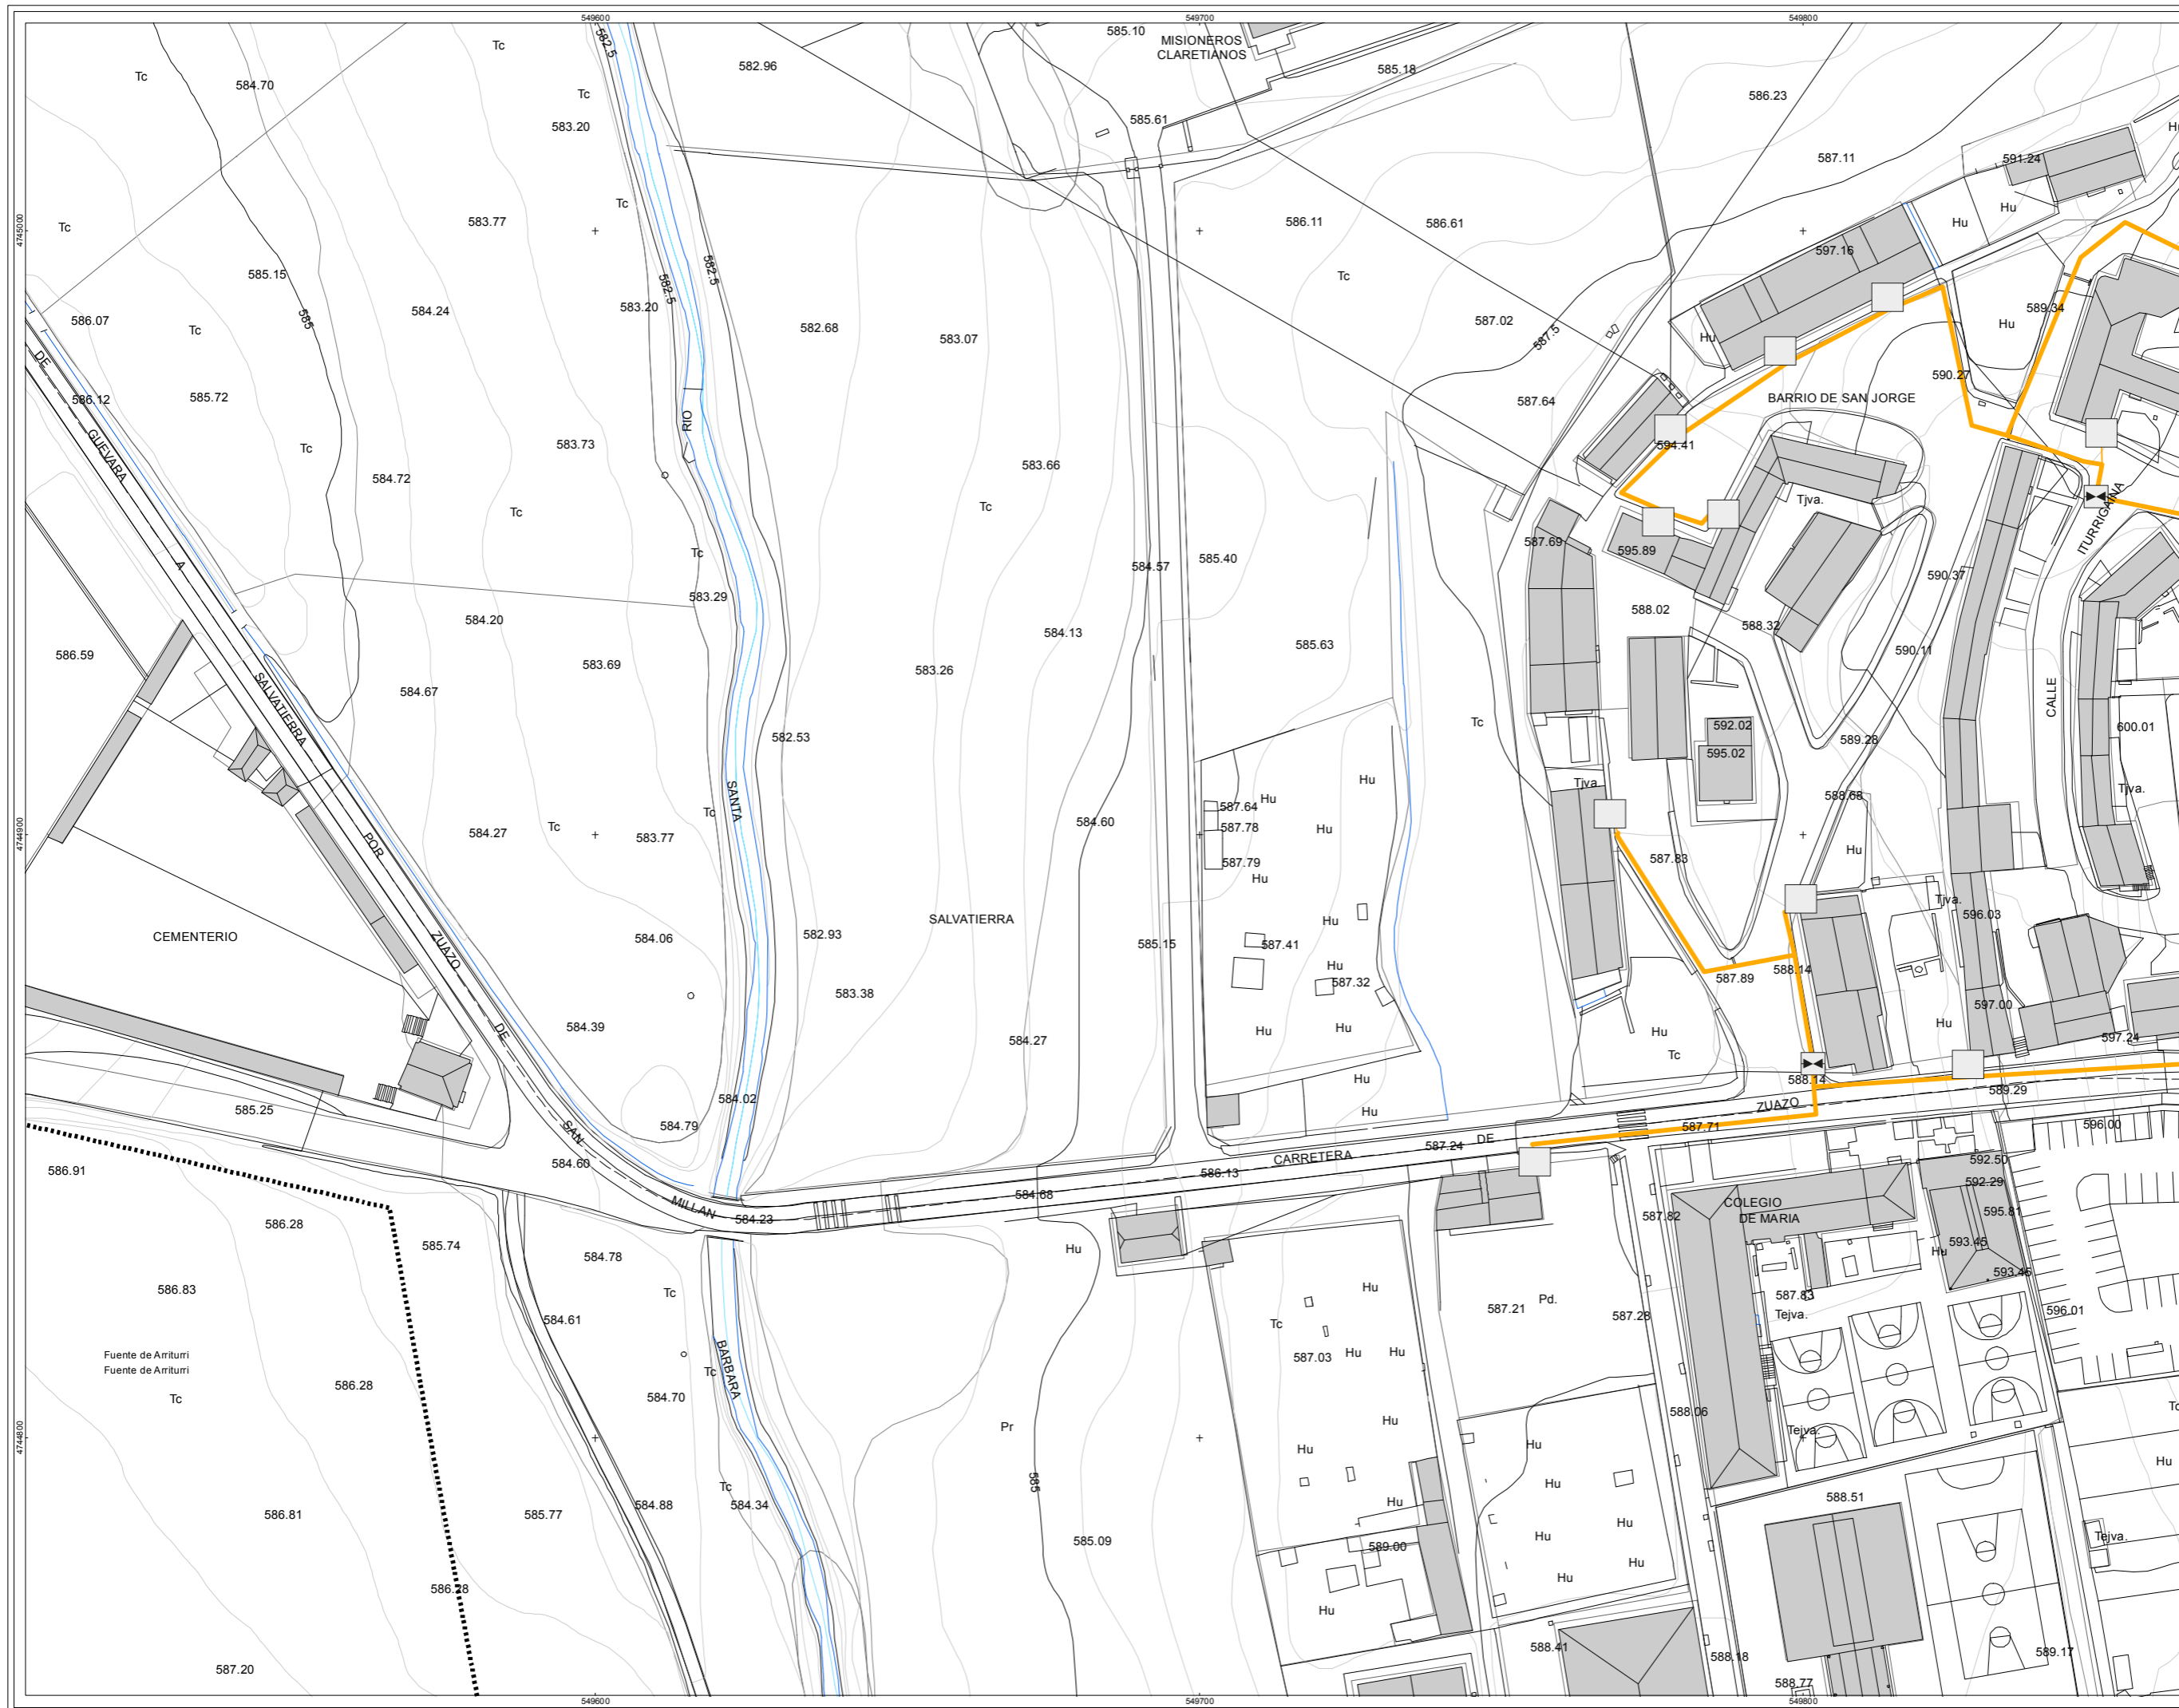 549600
549700
549800
585.10
MISIONEROS
CLARETIANOS
582.5
Tc
Tc
584.70
582.96
585.18
586.23
Tc
583.20
585.61
587.11
591.24
Tc
583.77
586.11
586.61
Hu
Hu
4745000
Tc
597.16
585.15
582.5
582.5
Tc
586.07
Tc
584.24
583.20
582.68
583.07
587.02
587.5
589.34
Hu
Hu
585
DE
586.12
585.72
590.27
BARRIO DE SAN JORGE
587.64
RIO
GUEVARA
Tc
583.73
594.41
583.66
584.72
Tc
Tc
Tjva.
ITURRIGAINA
587.69
595.89
Tc
A
585.40
584.57
590.37
583.29
588.02
584.20
588.32
584.13
585.63
586.59
583.69
583.26
590.11
SALVATIERRA
584.67
CALLE
Tc
582.53
592.02
600.01
595.02
589.28
Hu
Tjva.
Tjva.
SANTA
587.64
Hu
588.68
Tc
4744900
584.27
Tc
583.77
584.60
587.78
Hu
POR
587.79
587.83
Hu
Hu
Tjva.
596.03
CEMENTERIO
584.06
582.93
SALVATIERRA
Hu
585.15
587.41
ZUAZO
Hu
587.89
588.14
583.38
587.32
597.00
584.39
DE
584.27
Hu
Hu
Hu
Hu
597.24
Tc
Hu
588.14
589.29
585.25
584.02
Hu
ZUAZO
584.79
SAN
587.71
596.00
587.24
DE
CARRETERA
586.91
584.60
586.13
592.50
592.29
MILLAN
584.68
COLEGIO
DE MARIA
584.23
586.28
587.82
595.81
585.74
584.78
Hu
593.45
Hu
593.45
586.83
Tc
Hu
587.83
587.21
Pd.
587.28
596.01
Tejva.
584.61
Tc
Fuente de Arriturri
Fuente de Arriturri
587.03
Hu
Hu
BARBARA
Tc
586.28
Tc
584.70
588.06
Hu
Pr
Tejva.
4744800
Hu
Hu
Hu
585
Hu
Tc
588.51
584.88
584.34
Hu
586.81
585.77
Hu
Hu
Tejva.
585.09
589.00
Hu
Hu
586.28
Hu
588.41
588.18
589.17
587.20
588.77
549600
549700
549800